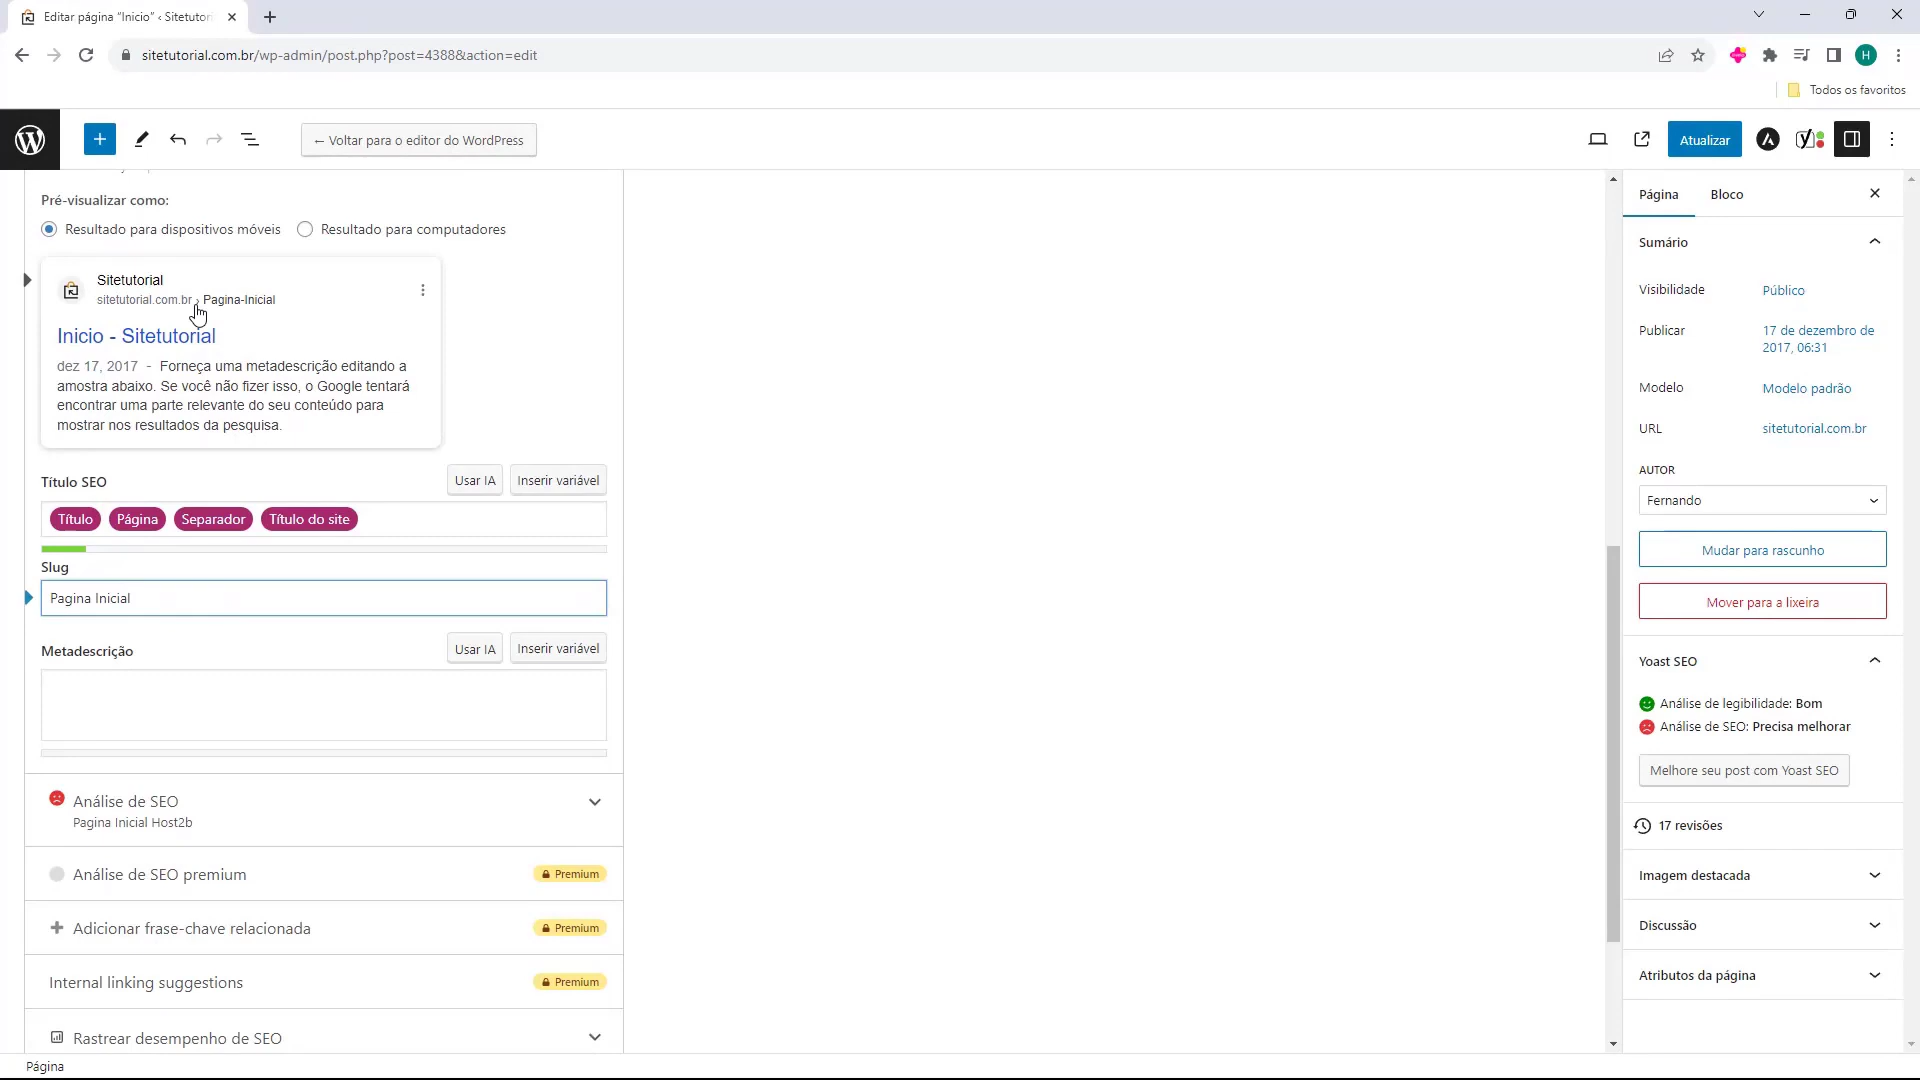 Editar página “Inicio” ‹ Sitetutori
sitetutorial.com.br/wp-admin/post.php?post=4388&action=edit
H
Todos os favoritos
← Voltar para o editor do WordPress
Atualizar
Pré-visualizar como:
Resultado para dispositivos móveis
Resultado para computadores
Sitetutorial
sitetutorial.com.br › Pagina-Inicial
Inicio - Sitetutorial
dez 17, 2017 - Forneça uma metadescrição editando a
amostra abaixo. Se você não fizer isso, o Google tentará
encontrar uma parte relevante do seu conteúdo para
mostrar nos resultados da pesquisa.
Título SEO
Usar IA
Inserir variável
Título
Página
Separador
Título do site
Slug
Pagina Inicial
Metadescrição
Usar IA
Inserir variável
Análise de SEO
Pagina Inicial Host2b
Análise de SEO premium
Premium
Adicionar frase-chave relacionada
Premium
Internal linking suggestions
Premium
Rastrear desempenho de SEO
Página
Página
Bloco
Sumário
Visibilidade
Público
Publicar
17 de dezembro de
2017, 06:31
Modelo
Modelo padrão
URL
sitetutorial.com.br
AUTOR
Fernando
Mudar para rascunho
Mover para a lixeira
Yoast SEO
Análise de legibilidade: Bom
Análise de SEO: Precisa melhorar
Melhore seu post com Yoast SEO
17 revisões
Imagem destacada
Discussão
Atributos da página